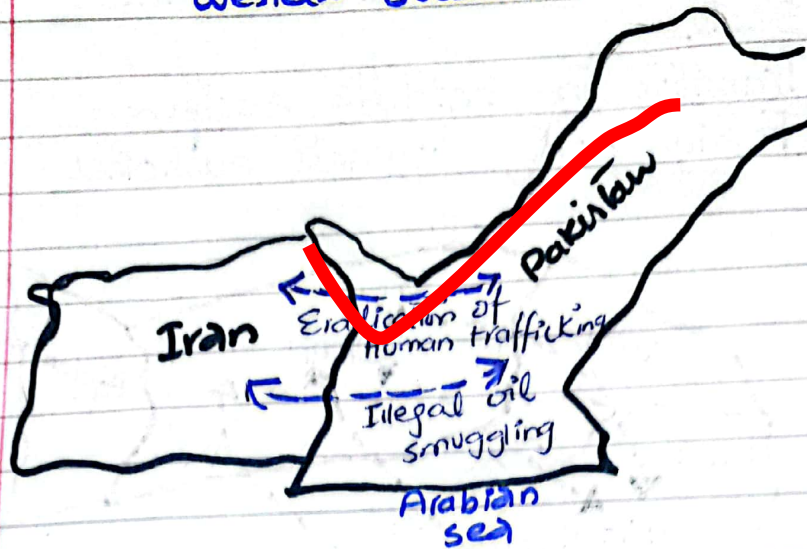 Iran
Pakistan
Eradication of
Human trafficking
Illegal oil
smuggling
Arabian
sea